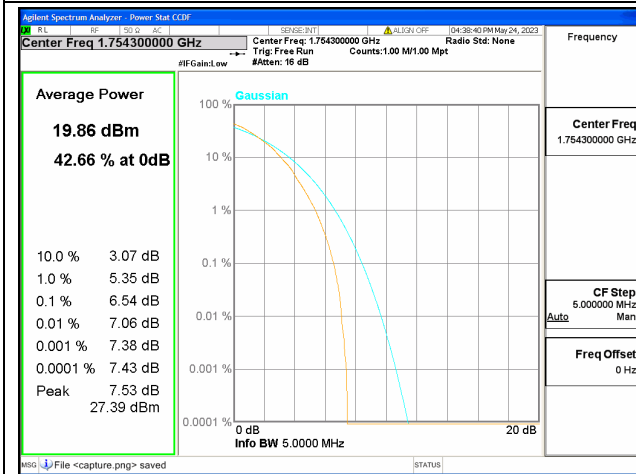 Agilent Spectrum Analyzer - Power Stat CCDF
LXI RL RF 50 Ω AC SENSE:INT ALIGN OFF 04:38:40 PM May 24, 2023
Center Freq 1.754300000 GHz
Center Freq: 1.754300000 GHz Radio Std: None
Trig: Free Run Counts:1.00 M/1.00 Mpt
#IFGain:Low #Atten: 16 dB
Frequency
Average Power
19.86 dBm
42.66 % at 0dB
10.0 % 3.07 dB
1.0 % 5.35 dB
0.1 % 6.54 dB
0.01 % 7.06 dB
0.001 % 7.38 dB
0.0001 % 7.43 dB
Peak 7.53 dB
27.39 dBm
Gaussian
100 %
10 %
1 %
0.1 %
0.01 %
0.001 %
0.0001 %
0 dB 20 dB
Info BW 5.0000 MHz
Center Freq
1.754300000 GHz
CF Step
5.000000 MHz
Auto Man
Freq Offset
0 Hz
MSG File <capture.png> saved STATUS